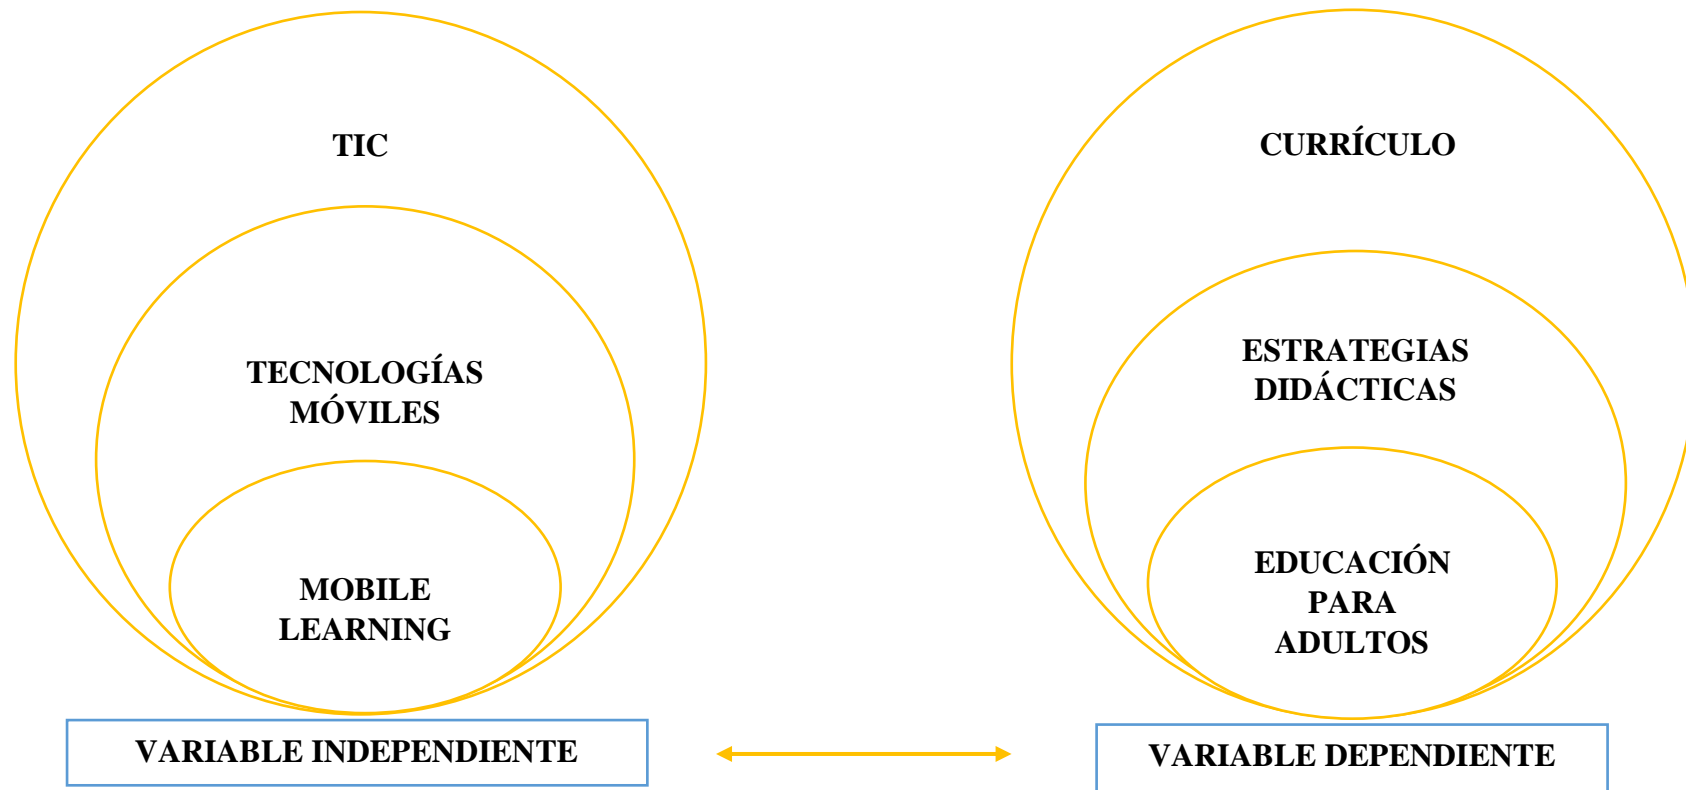 TIC
TECNOLOGÍAS
MÓVILES
MOBILE
LEARNING
VARIABLE INDEPENDIENTE
CURRÍCULO
ESTRATEGIAS
DIDÁCTICAS
EDUCACIÓN
PARA
ADULTOS
VARIABLE DEPENDIENTE